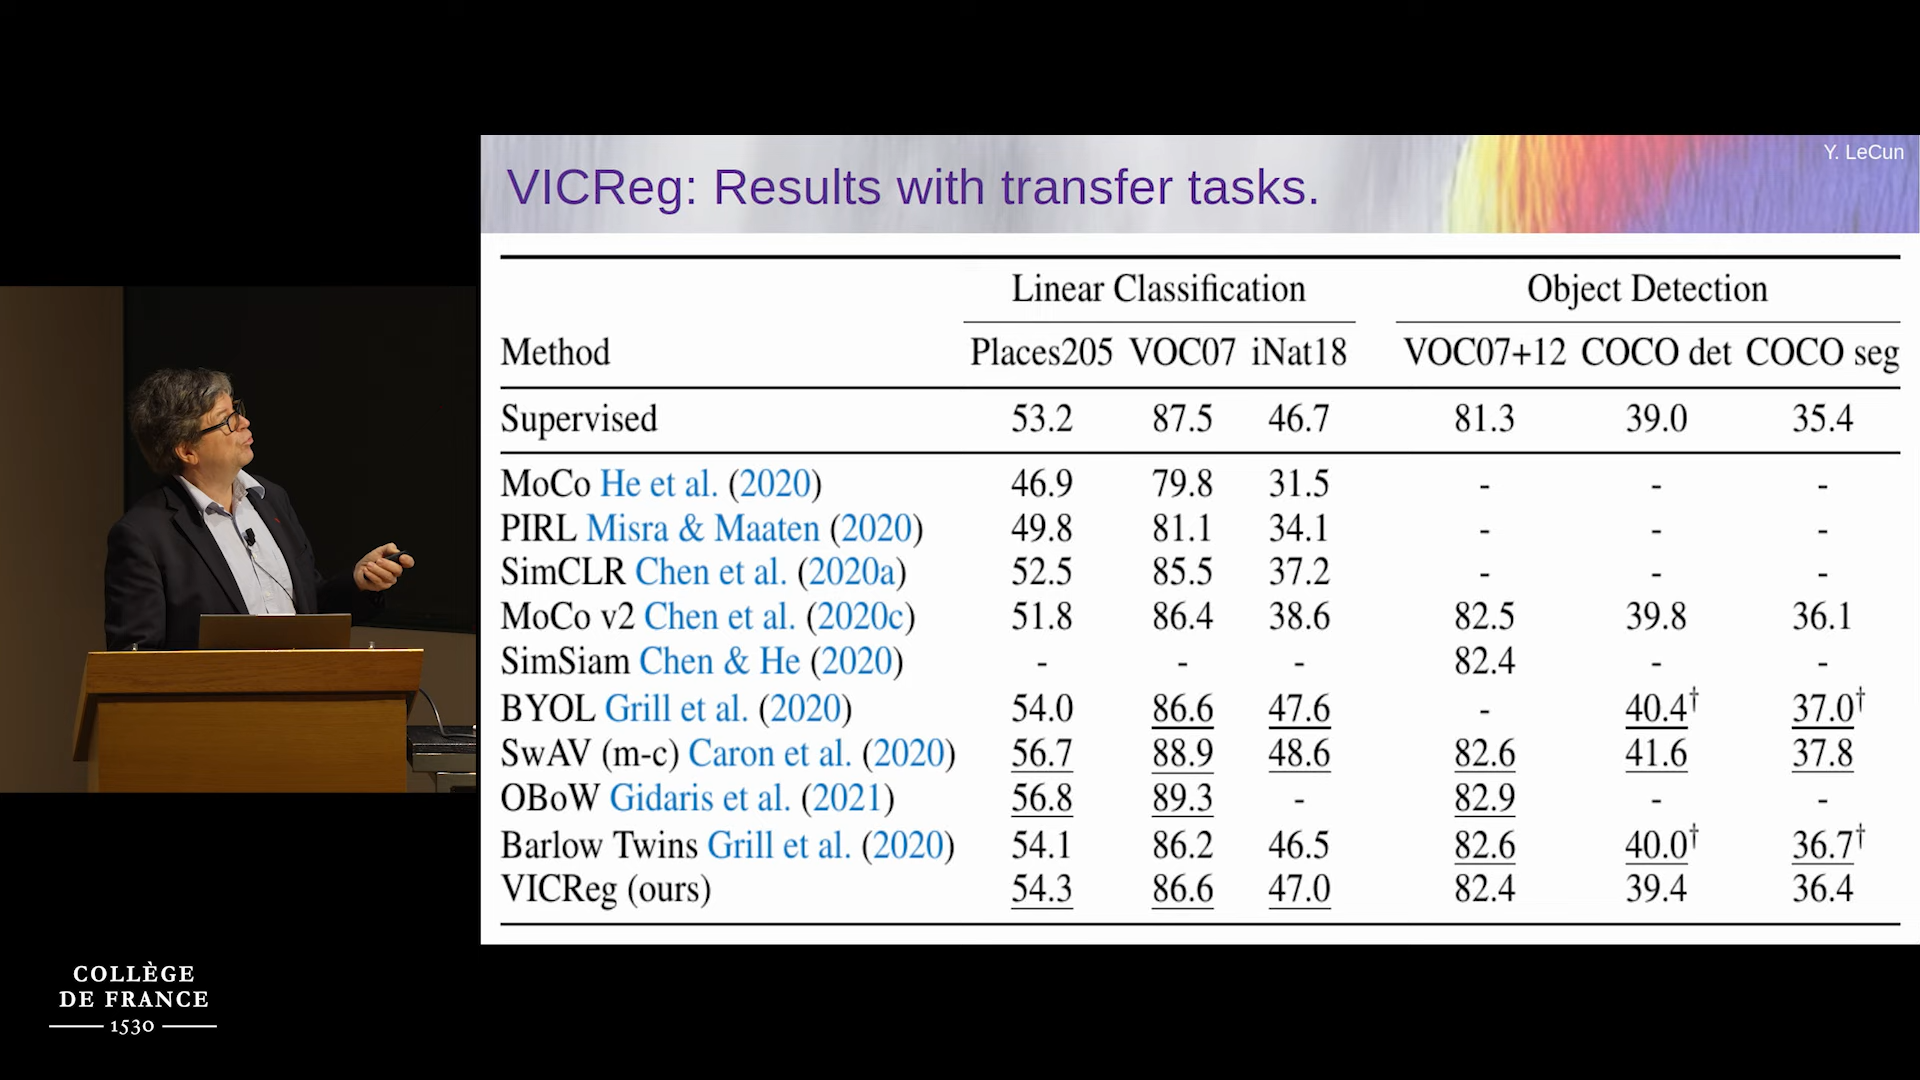 Y. LeCun
VICReg: Results with transfer tasks.
Linear Classification Object Detection
Method Places205 VOC07 iNat18 VOC07+12 COCO det COCO seg
Supervised 53.2 87.5 46.7 81.3 39.0 35.4
MoCo He et al. (2020) 46.9 79.8 31.5 - - -
PIRL Misra & Maaten (2020) 49.8 81.1 34.1 - - -
SimCLR Chen et al. (2020a) 52.5 85.5 37.2 - - -
MoCo v2 Chen et al. (2020c) 51.8 86.4 38.6 82.5 39.8 36.1
SimSiam Chen & He (2020) - - - 82.4 - -
BYOL Grill et al. (2020) 54.0 86.6 47.6 - 40.4† 37.0†
SwAV (m-c) Caron et al. (2020) 56.7 88.9 48.6 82.6 41.6 37.8
OBoW Gidaris et al. (2021) 56.8 89.3 - 82.9 - -
Barlow Twins Grill et al. (2020) 54.1 86.2 46.5 82.6 40.0† 36.7†
VICReg (ours) 54.3 86.6 47.0 82.4 39.4 36.4
COLLÈGE
DE FRANCE
1530